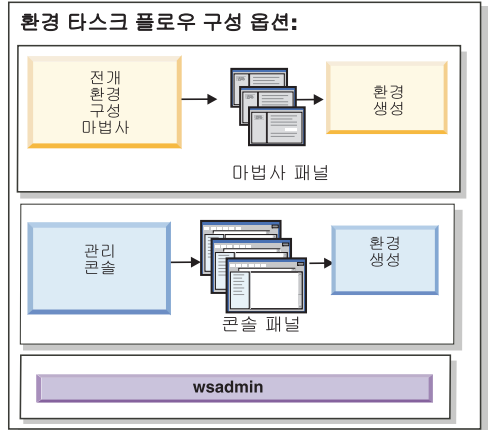 환경 타스크 플로우 구성 옵션:
전개
환경
구성
마법사
환경
생성
마법사 패널
관리
콘솔
환경
생성
콘솔 패널
wsadmin